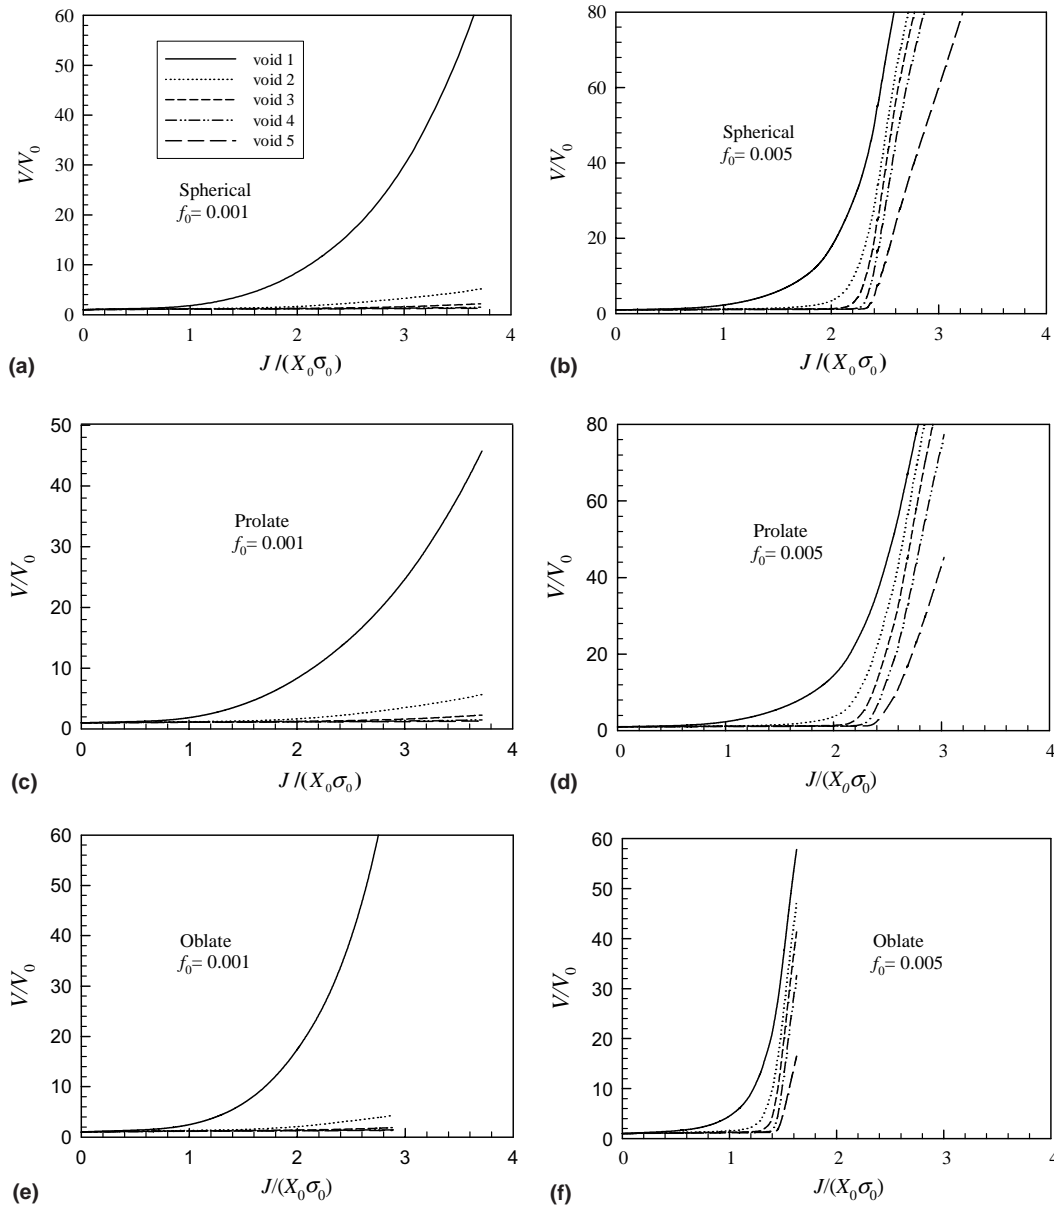 60
50
40
30
20
10
0
V/V0
void 1
void 2
void 3
void 4
void 5
Spherical
f0= 0.001
0 1 2 3 4
(a)
J /(X0σ0)
80
60
40
20
0
V/V0
Spherical
f0= 0.005
0 1 2 3 4
(b)
J /(X0σ0)
50
40
30
20
10
0
V/V0
Prolate
f0= 0.001
0 1 2 3 4
(c)
J /(X0σ0)
80
60
40
20
0
V/V0
Prolate
f0= 0.005
0 1 2 3 4
(d)
J/(X0σ0)
60
50
40
30
20
10
0
V/V0
Oblate
f0= 0.001
0 1 2 3 4
(e)
J/(X0σ0)
60
50
40
30
20
10
0
V/V0
Oblate
f0= 0.005
0 1 2 3 4
(f)
J/(X0σ0)